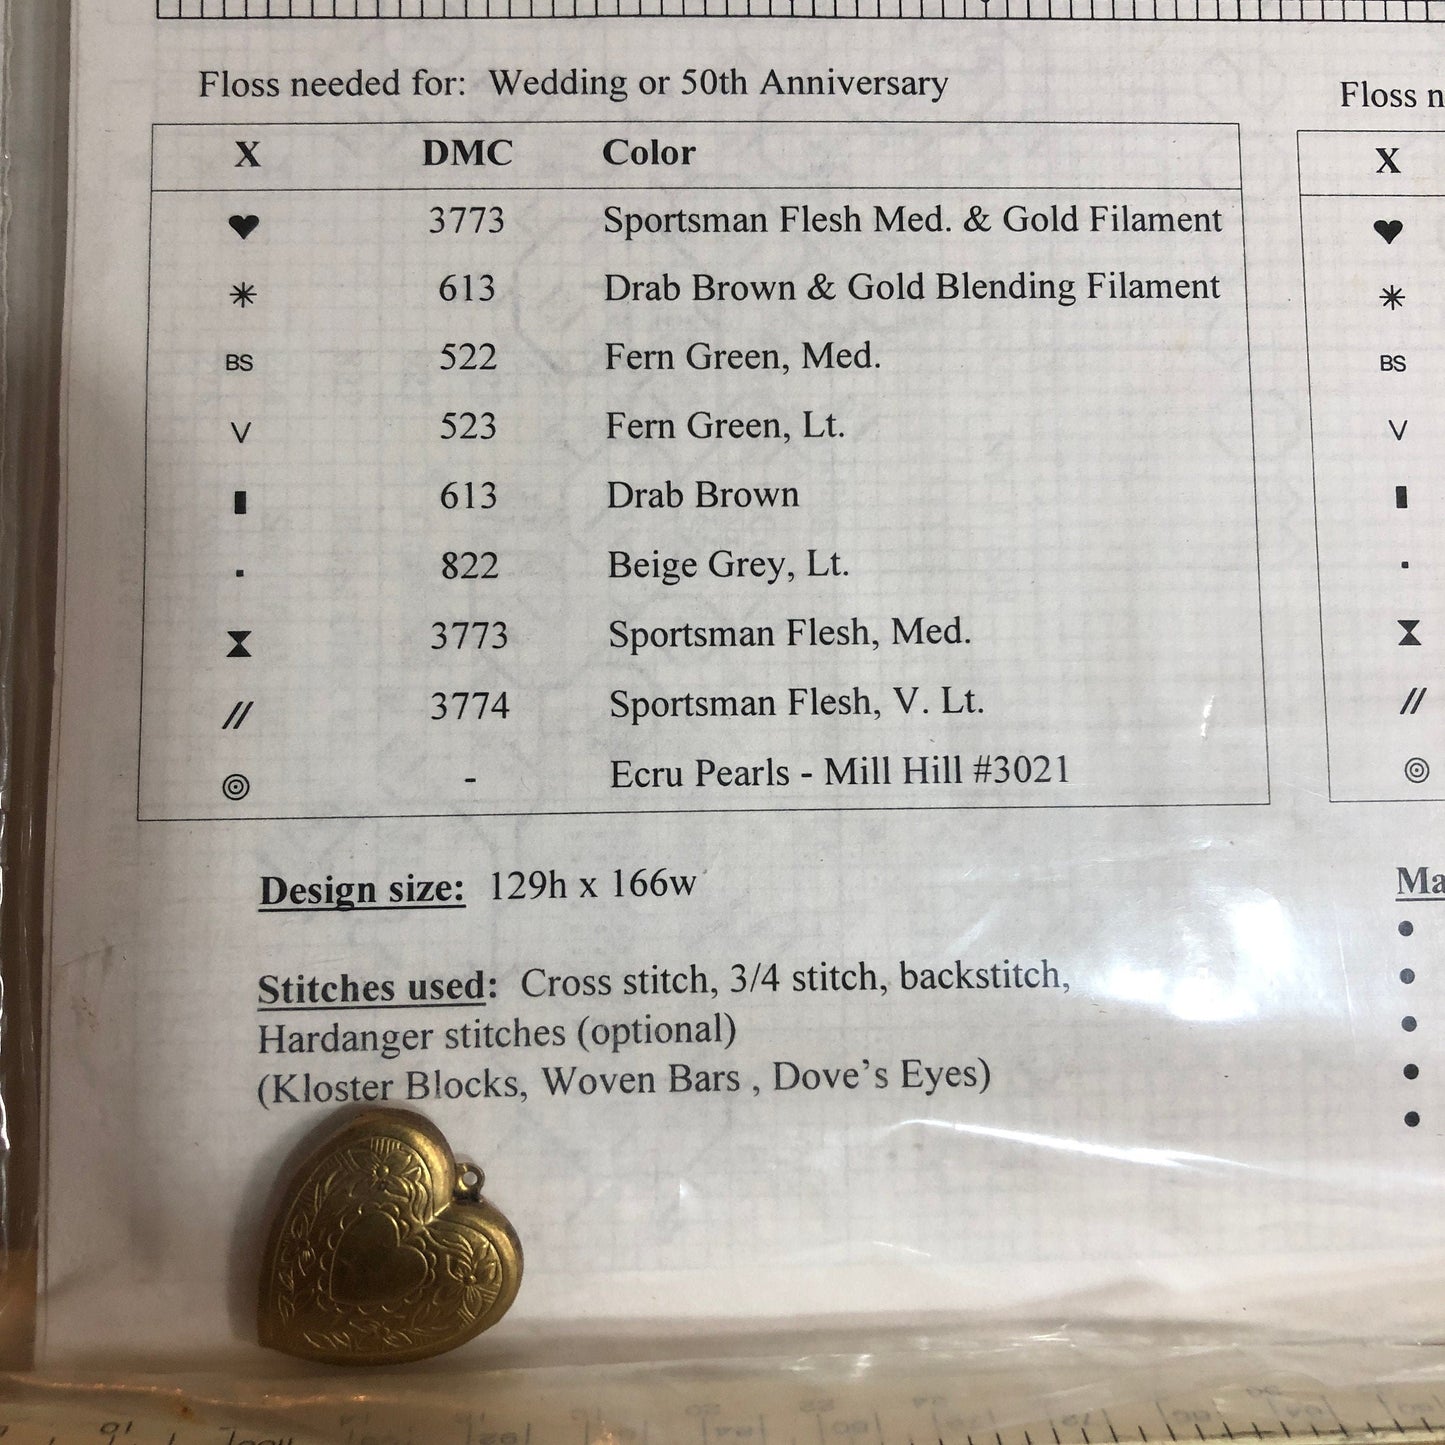 Floss needed for: Wedding or 50th Anniversary
X DMC Color
♥ 3773 Sportsman Flesh Med. & Gold Filament
✳ 613 Drab Brown & Gold Blending Filament
BS 522 Fern Green, Med.
V 523 Fern Green, Lt.
▮ 613 Drab Brown
▪ 822 Beige Grey, Lt.
⧗ 3773 Sportsman Flesh, Med.
// 3774 Sportsman Flesh, V. Lt.
◎ - Ecru Pearls - Mill Hill #3021
Design size: 129h x 166w
Stitches used: Cross stitch, 3/4 stitch, backstitch,
Hardanger stitches (optional)
(Kloster Blocks, Woven Bars , Dove's Eyes)
Floss n
X
♥
✳
BS
V
▮
▪
⧗
//
◎
Ma
•
•
•
•
•